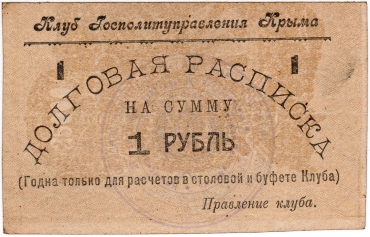 Клуб Госполитуправления Крыма
1 1
ДОЛГОВАЯ РАСПИСКА
НА СУММУ
1 РУБЛЬ
(Годна только для расчетов в столовой и буфете Клуба)
Правление клуба.